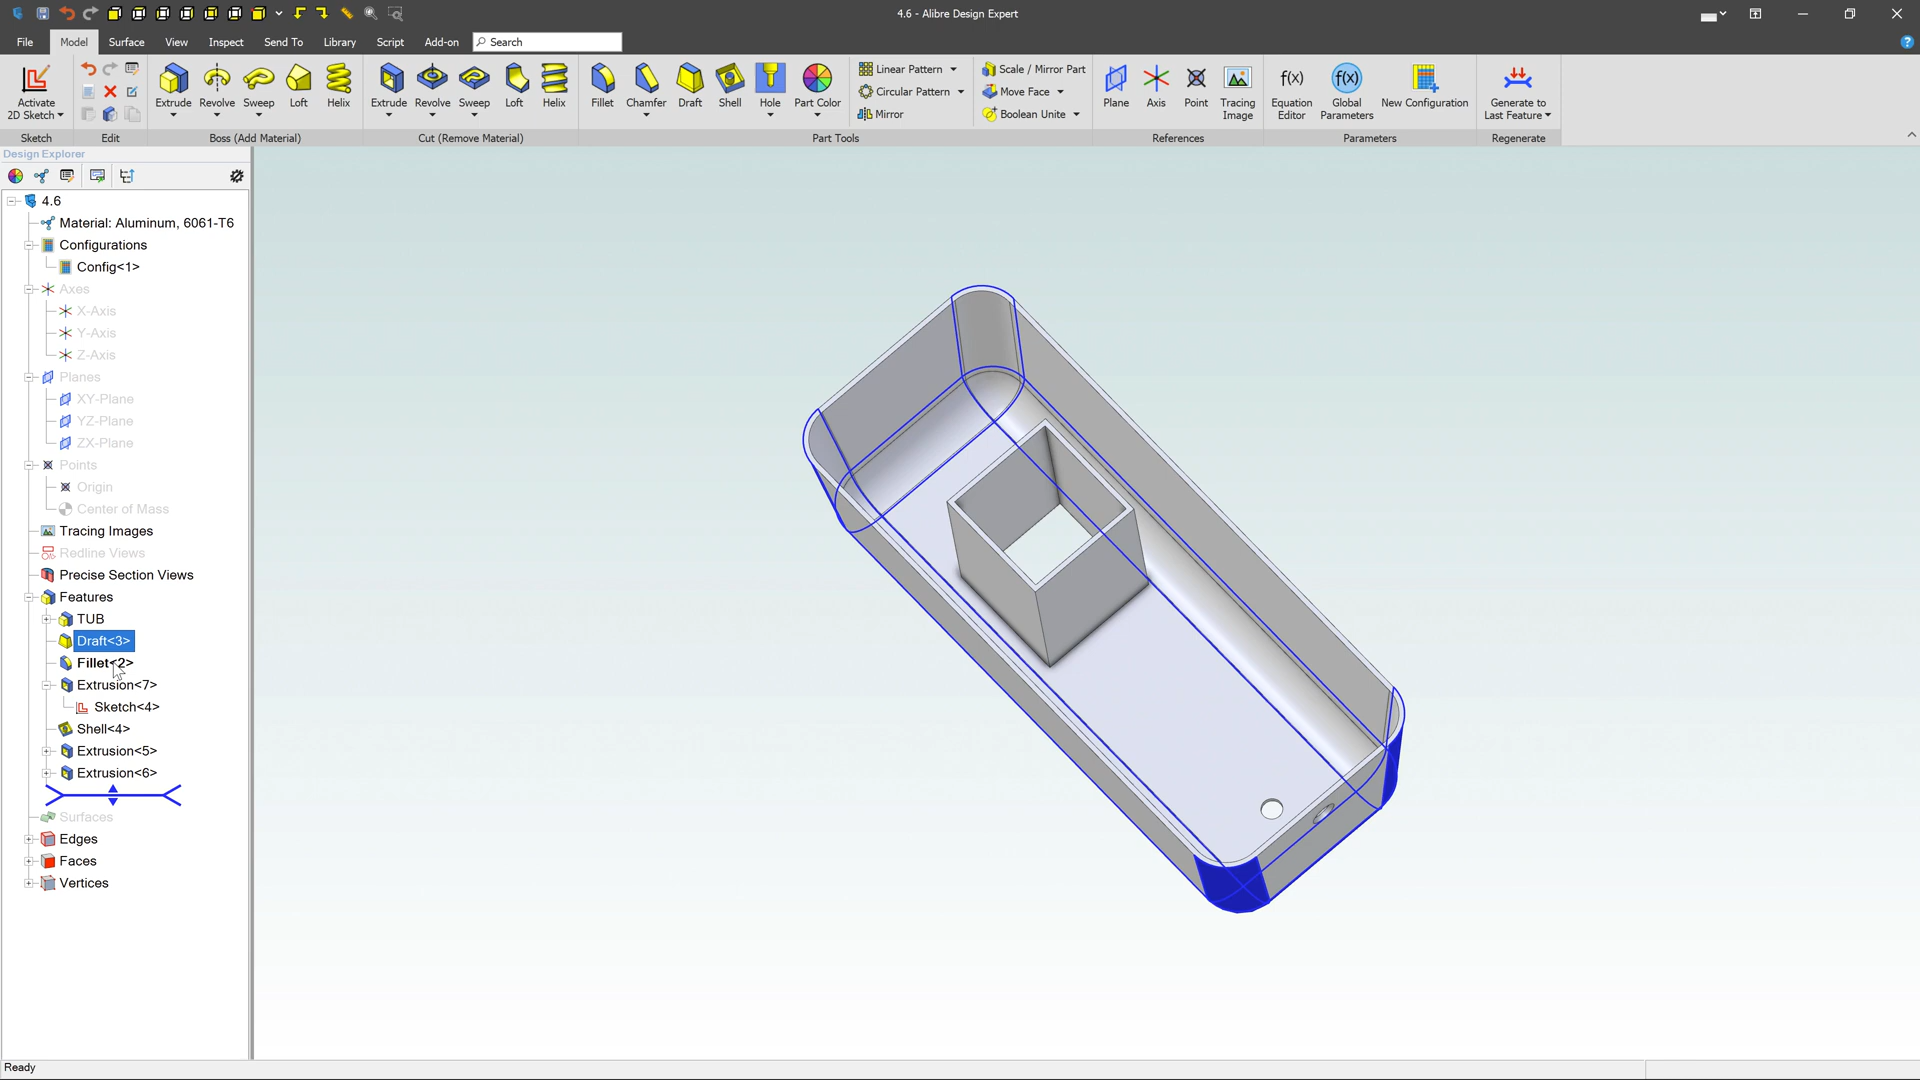 4.6 - Alibre Design Expert
File
Model
Surface
View
Inspect
Send To
Library
Script
Add-on
Search
Activate
2D Sketch
Sketch
Edit
Extrude
Revolve
Sweep
Loft
Helix
Boss (Add Material)
Extrude
Revolve
Sweep
Loft
Helix
Cut (Remove Material)
Fillet
Chamfer
Draft
Shell
Hole
Part Color
Linear Pattern
Circular Pattern
Mirror
Scale / Mirror Part
Move Face
Boolean Unite
Part Tools
Plane
Axis
Point
Tracing
Image
References
f(x)
Equation
Editor
f(x)
Global
Parameters
New Configuration
Parameters
Generate to
Last Feature
Regenerate
Design Explorer
4.6
Material: Aluminum, 6061-T6
Configurations
Config<1>
Axes
X-Axis
Y-Axis
Z-Axis
Planes
XY-Plane
YZ-Plane
ZX-Plane
Points
Origin
Center of Mass
Tracing Images
Redline Views
Precise Section Views
Features
TUB
Draft<3>
Fillet<2>
Extrusion<7>
Sketch<4>
Shell<4>
Extrusion<5>
Extrusion<6>
Surfaces
Edges
Faces
Vertices
Ready